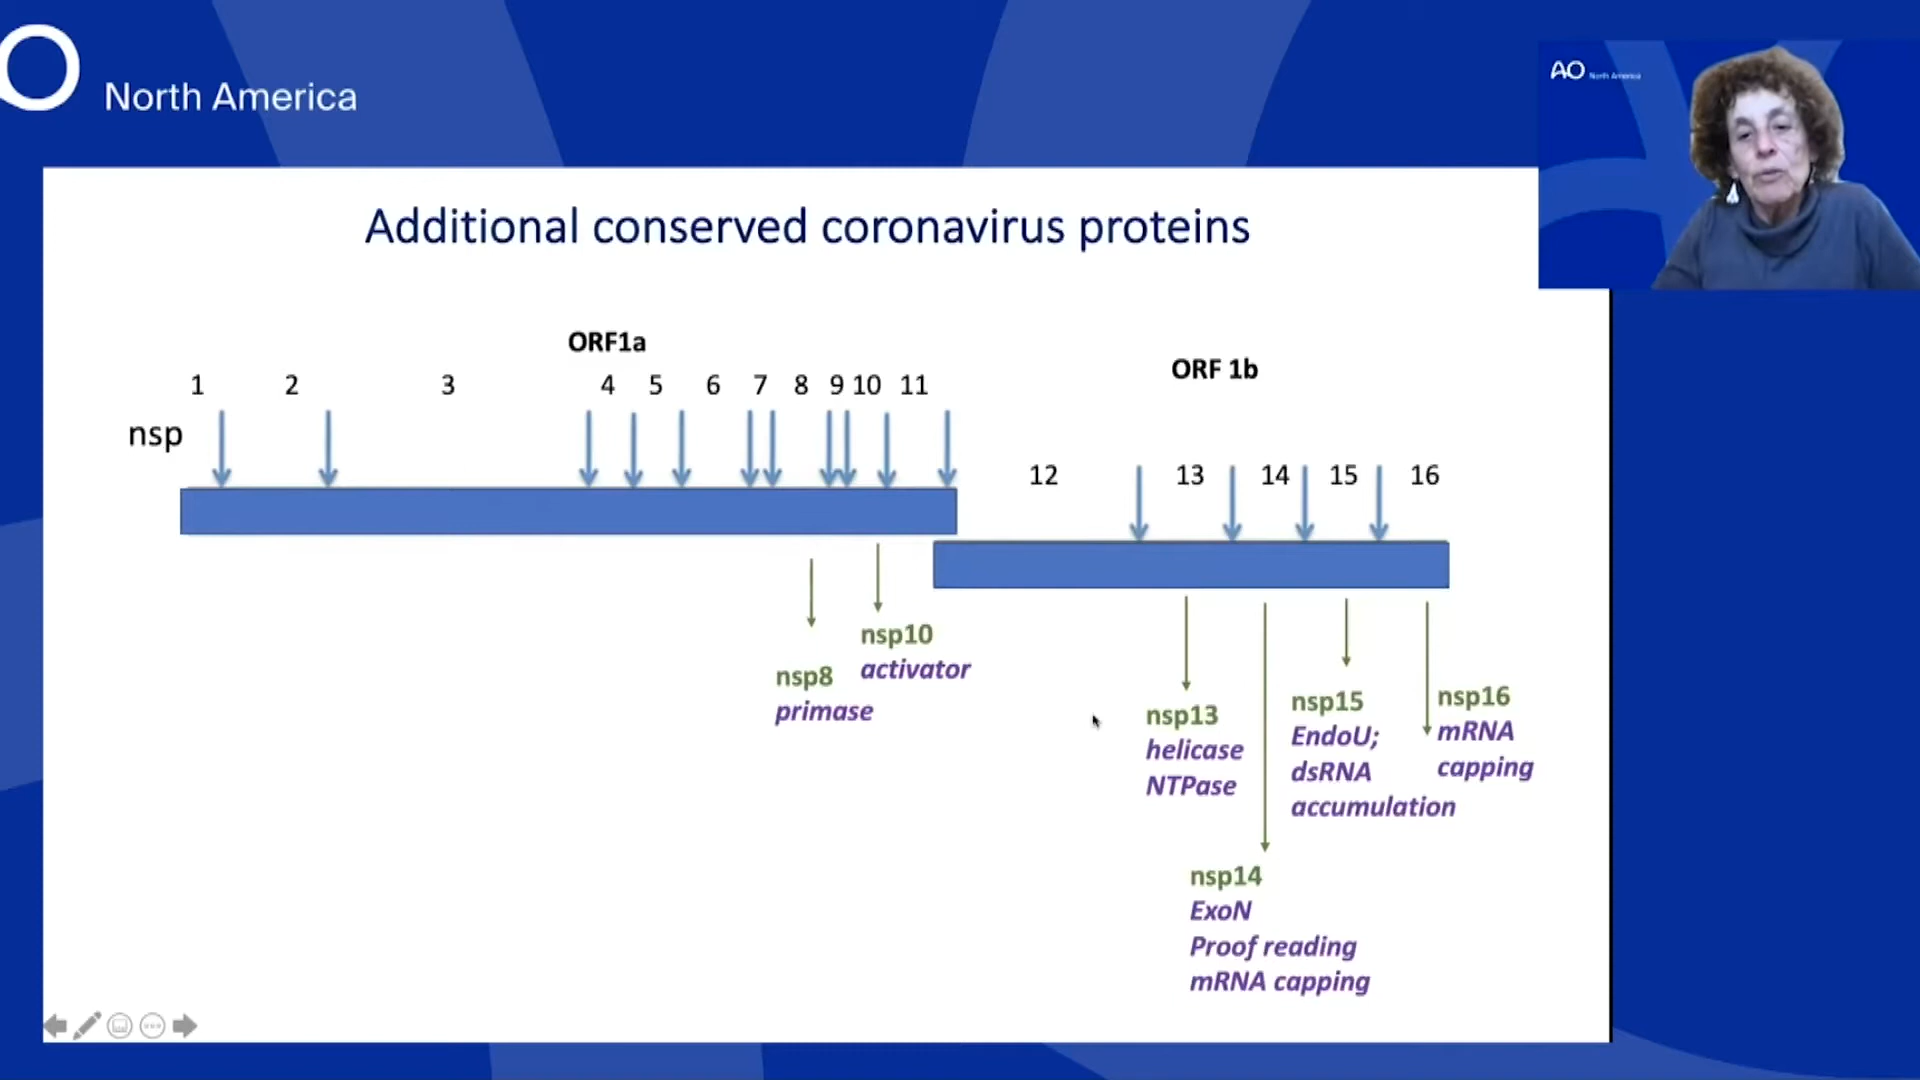 O North America
AO North America
Additional conserved coronavirus proteins
ORF1a
ORF 1b
1 2 3 4 5 6 7 8 9 10 11
nsp
12 13 14 15 16
nsp10
activator
nsp8
primase
nsp13
helicase
NTPase
nsp15
EndoU;
dsRNA
accumulation
nsp16
mRNA
capping
nsp14
ExoN
Proof reading
mRNA capping